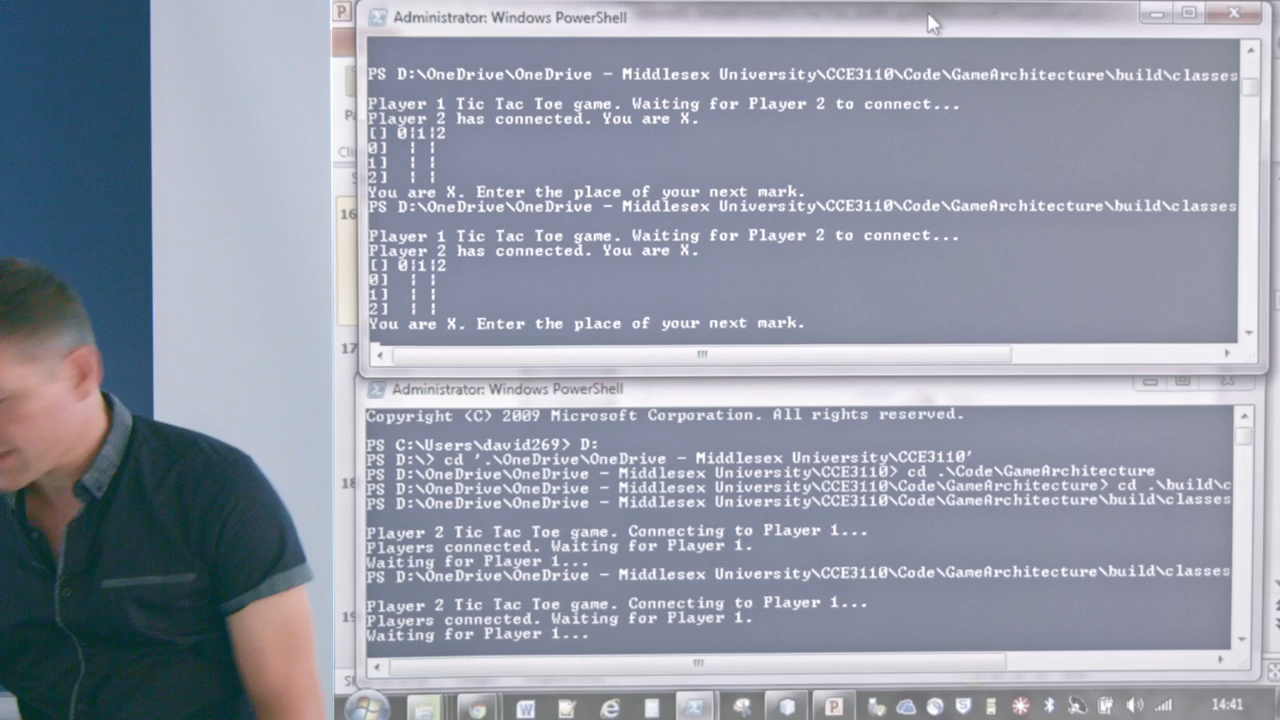 Administrator: Windows PowerShell
PS D:\OneDrive\OneDrive - Middlesex University\CCE3110\Code\GameArchitecture\build\classes
Player 1 Tic Tac Toe game. Waiting for Player 2 to connect...
Player 2 has connected. You are X.
[] 0|1|2
0]  | |
1]  | |
2]  | |
You are X. Enter the place of your next mark.
PS D:\OneDrive\OneDrive - Middlesex University\CCE3110\Code\GameArchitecture\build\classes
Player 1 Tic Tac Toe game. Waiting for Player 2 to connect...
Player 2 has connected. You are X.
[] 0|1|2
0]  | |
1]  | |
2]  | |
You are X. Enter the place of your next mark.
16
17
18
19
Administrator: Windows PowerShell
Copyright (C) 2009 Microsoft Corporation. All rights reserved.
PS C:\Users\david269> D:
PS D:\> cd '.\OneDrive\OneDrive - Middlesex University\CCE3110'
PS D:\OneDrive\OneDrive - Middlesex University\CCE3110> cd .\Code\GameArchitecture
PS D:\OneDrive\OneDrive - Middlesex University\CCE3110\Code\GameArchitecture> cd .\build\c
PS D:\OneDrive\OneDrive - Middlesex University\CCE3110\Code\GameArchitecture\build\classes
Player 2 Tic Tac Toe game. Connecting to Player 1...
Players connected. Waiting for Player 1.
Waiting for Player 1...
PS D:\OneDrive\OneDrive - Middlesex University\CCE3110\Code\GameArchitecture\build\classes
Player 2 Tic Tac Toe game. Connecting to Player 1...
Players connected. Waiting for Player 1.
Waiting for Player 1...
14:41